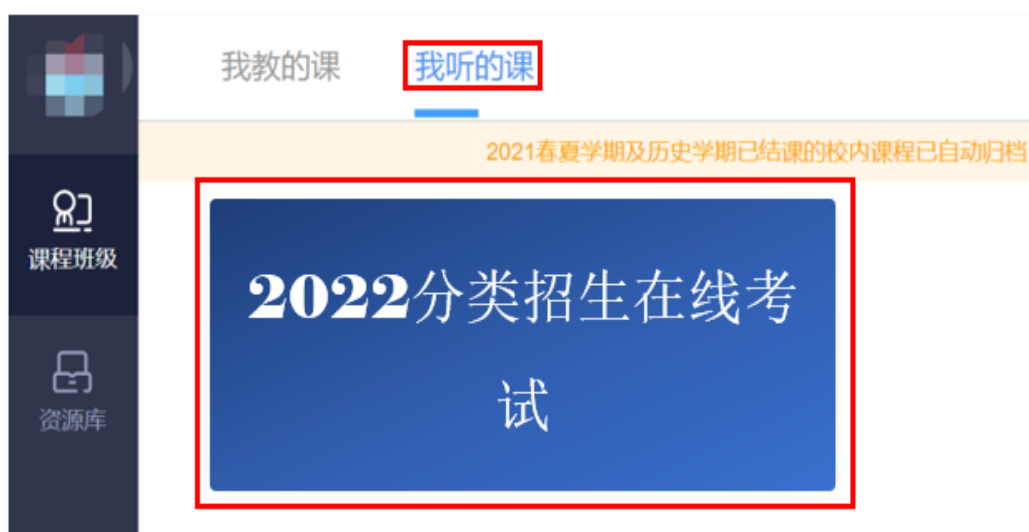 我教的课
我听的课
2021春夏学期及历史学期已结课的校内课程已自动归档
课程班级
2022分类招生在线考
试
资源库